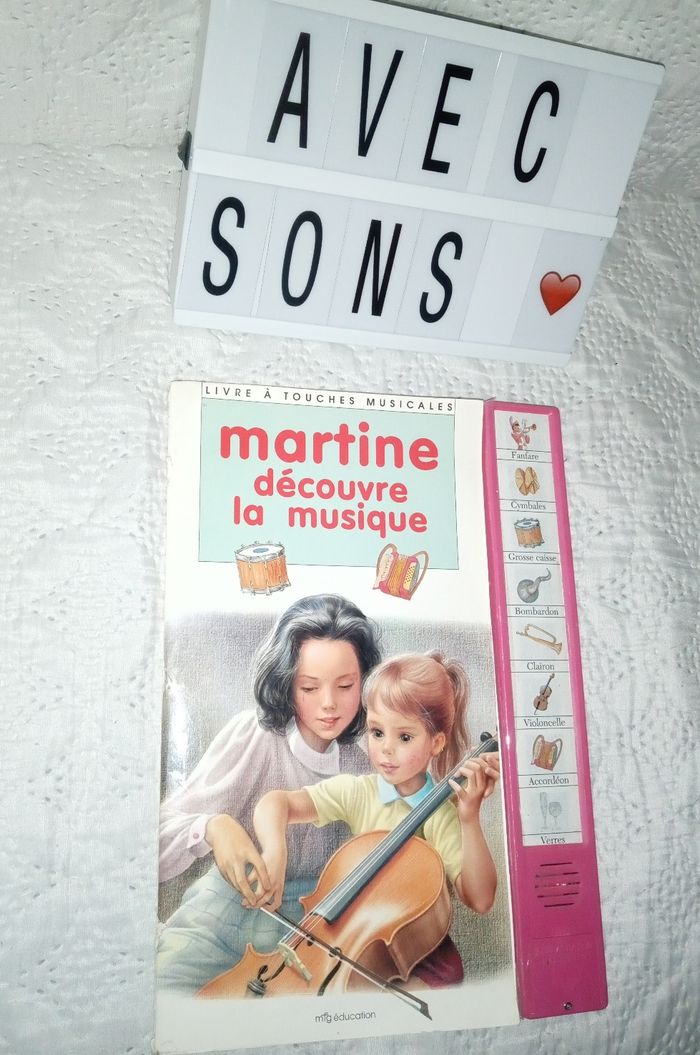 AVEC
SONS
LIVRE À TOUCHES MUSICALES
martine
découvre
la musique
Fanfare
Cymbales
Grosse caisse
Bombardon
Clairon
Violoncelle
Accordéon
Verres
mfg éducation